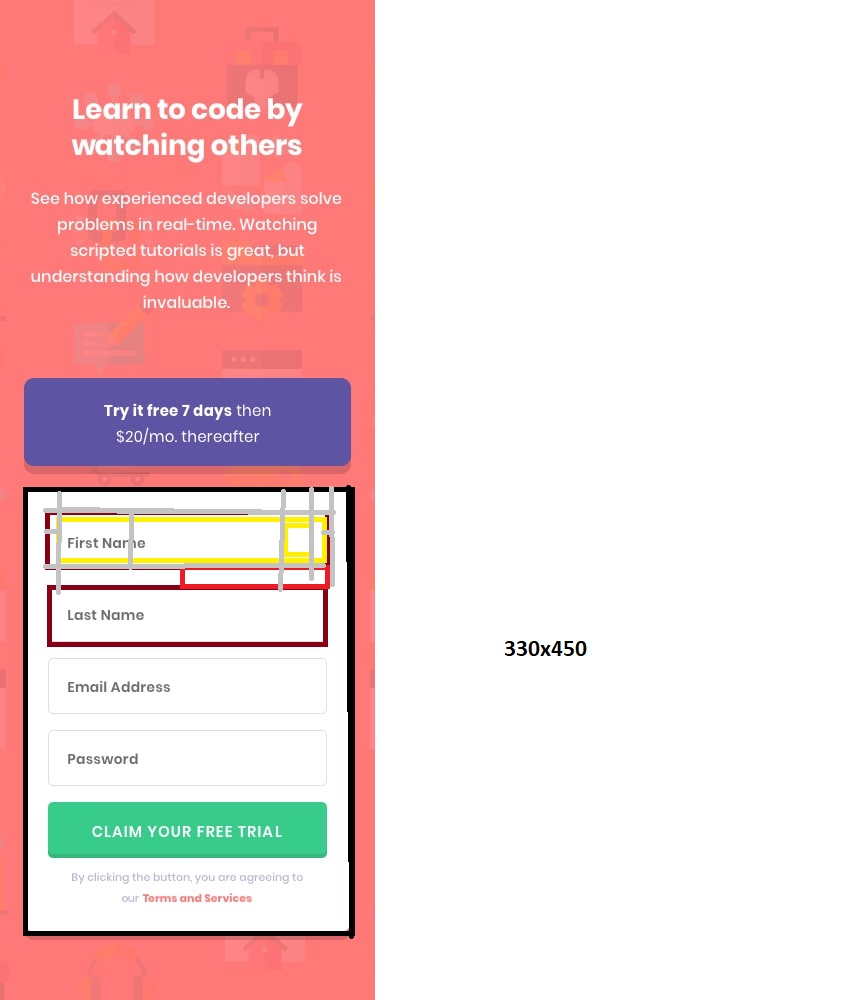 Learn to code by
watching others
See how experienced developers solve
problems in real-time. Watching
scripted tutorials is great, but
understanding how developers think is
invaluable.
Try it free 7 days then
$20/mo. thereafter
First Name
Last Name
330x450
Email Address
Password
CLAIM YOUR FREE TRIAL
By clicking the button, you are agreeing to
our Terms and Services